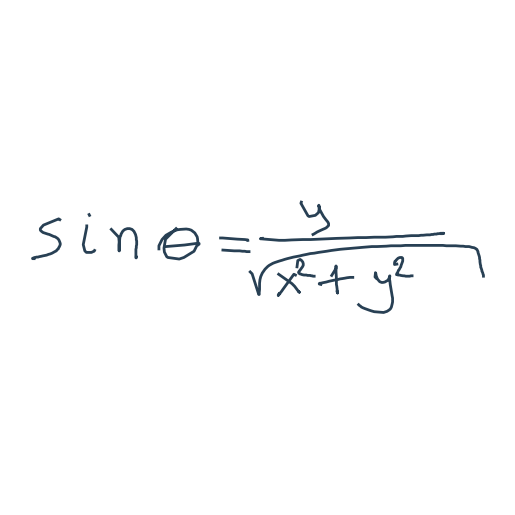 sin θ = y / √(x² + y²)